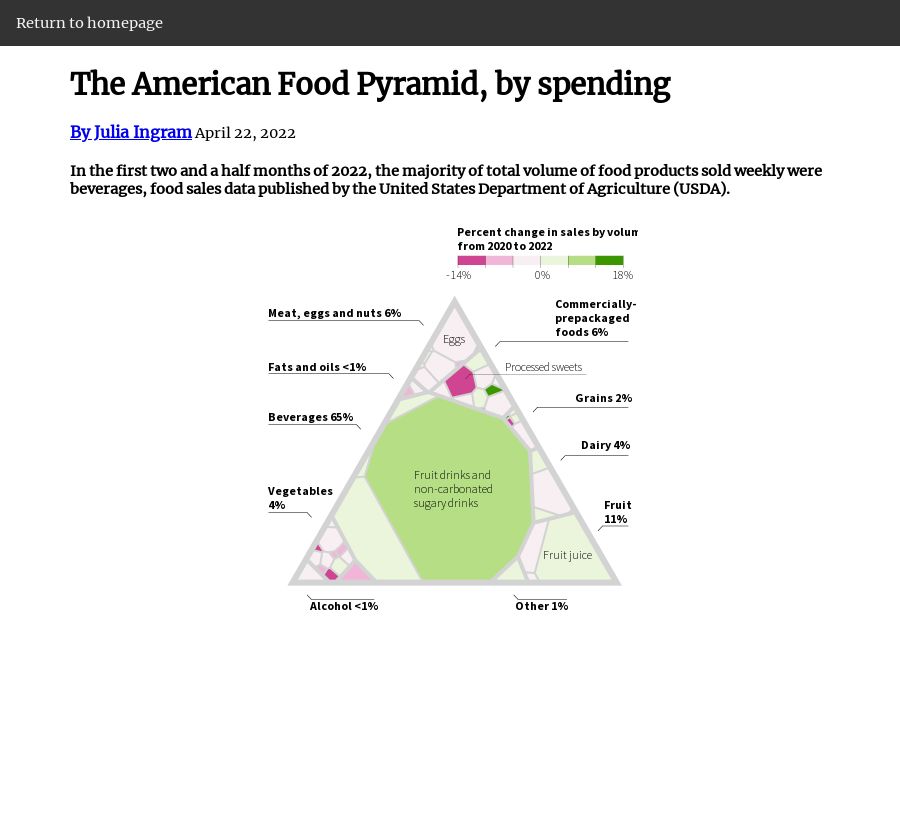 Return to homepage
The American Food Pyramid, by spending
By Julia Ingram April 22, 2022
In the first two and a half months of 2022, the majority of total volume of food products sold weekly were
beverages, food sales data published by the United States Department of Agriculture (USDA).
Percent change in sales by volum
from 2020 to 2022
-14% 0% 18%
Meat, eggs and nuts 6%
Commercially-
prepackaged
foods 6%
Eggs
Fats and oils <1%
Processed sweets
Grains 2%
Beverages 65%
Dairy 4%
Fruit drinks and
non-carbonated
sugary drinks
Vegetables
4%
Fruit
11%
Fruit juice
Alcohol <1%
Other 1%